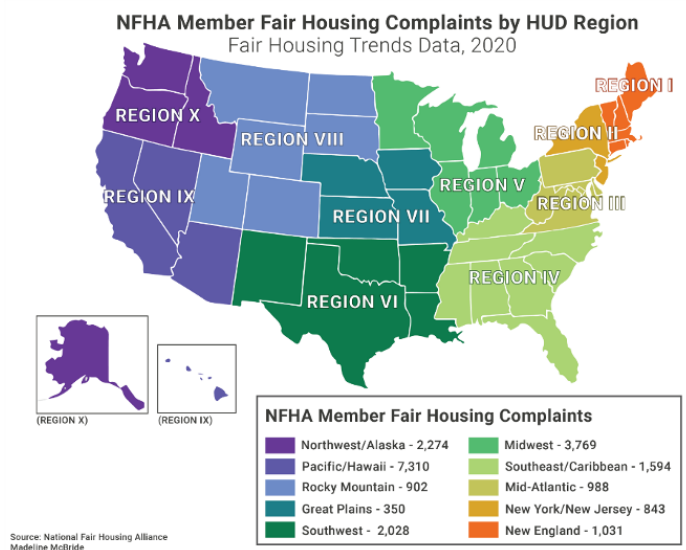 NFHA Member Fair Housing Complaints by HUD Region
Fair Housing Trends Data, 2020
REGION I
REGION X
REGION II
REGION VIII
REGION V
REGION IX
REGION III
REGION VII
REGION IV
REGION VI
(REGION X)
(REGION IX)
NFHA Member Fair Housing Complaints
Northwest/Alaska - 2,274
Pacific/Hawaii - 7,310
Rocky Mountain - 902
Great Plains - 350
Southwest - 2,028
Midwest - 3,769
Southeast/Caribbean - 1,594
Mid-Atlantic - 988
New York/New Jersey - 843
New England - 1,031
Source: National Fair Housing Alliance
Madeline McBride